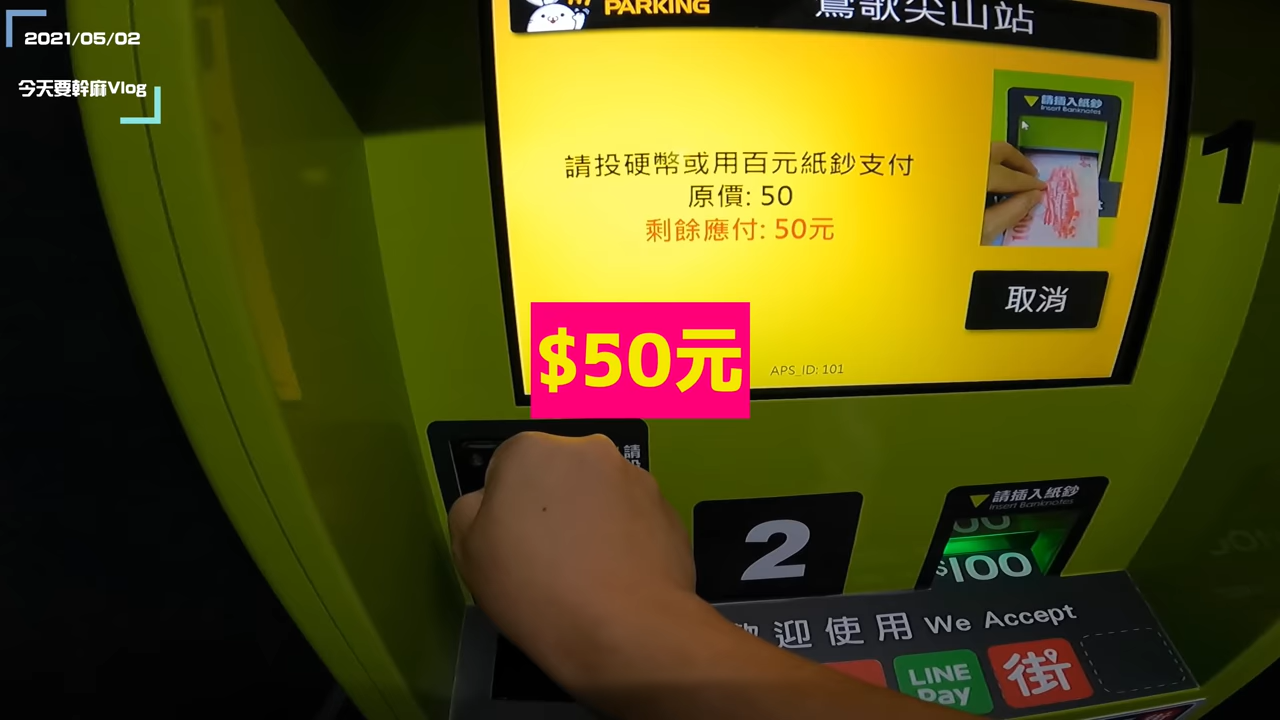 2021/05/02
今天要幹麻Vlog
PARKING
鶯歌尖山站
請插入紙鈔
Insert Banknotes
請投硬幣或用百元紙鈔支付
原價: 50
剩餘應付: 50元
取消
$50元
APS_ID: 101
1
請
2
請插入紙鈔
Insert Banknotes
$100
迎使用 We Accept
LINE
Pay
街